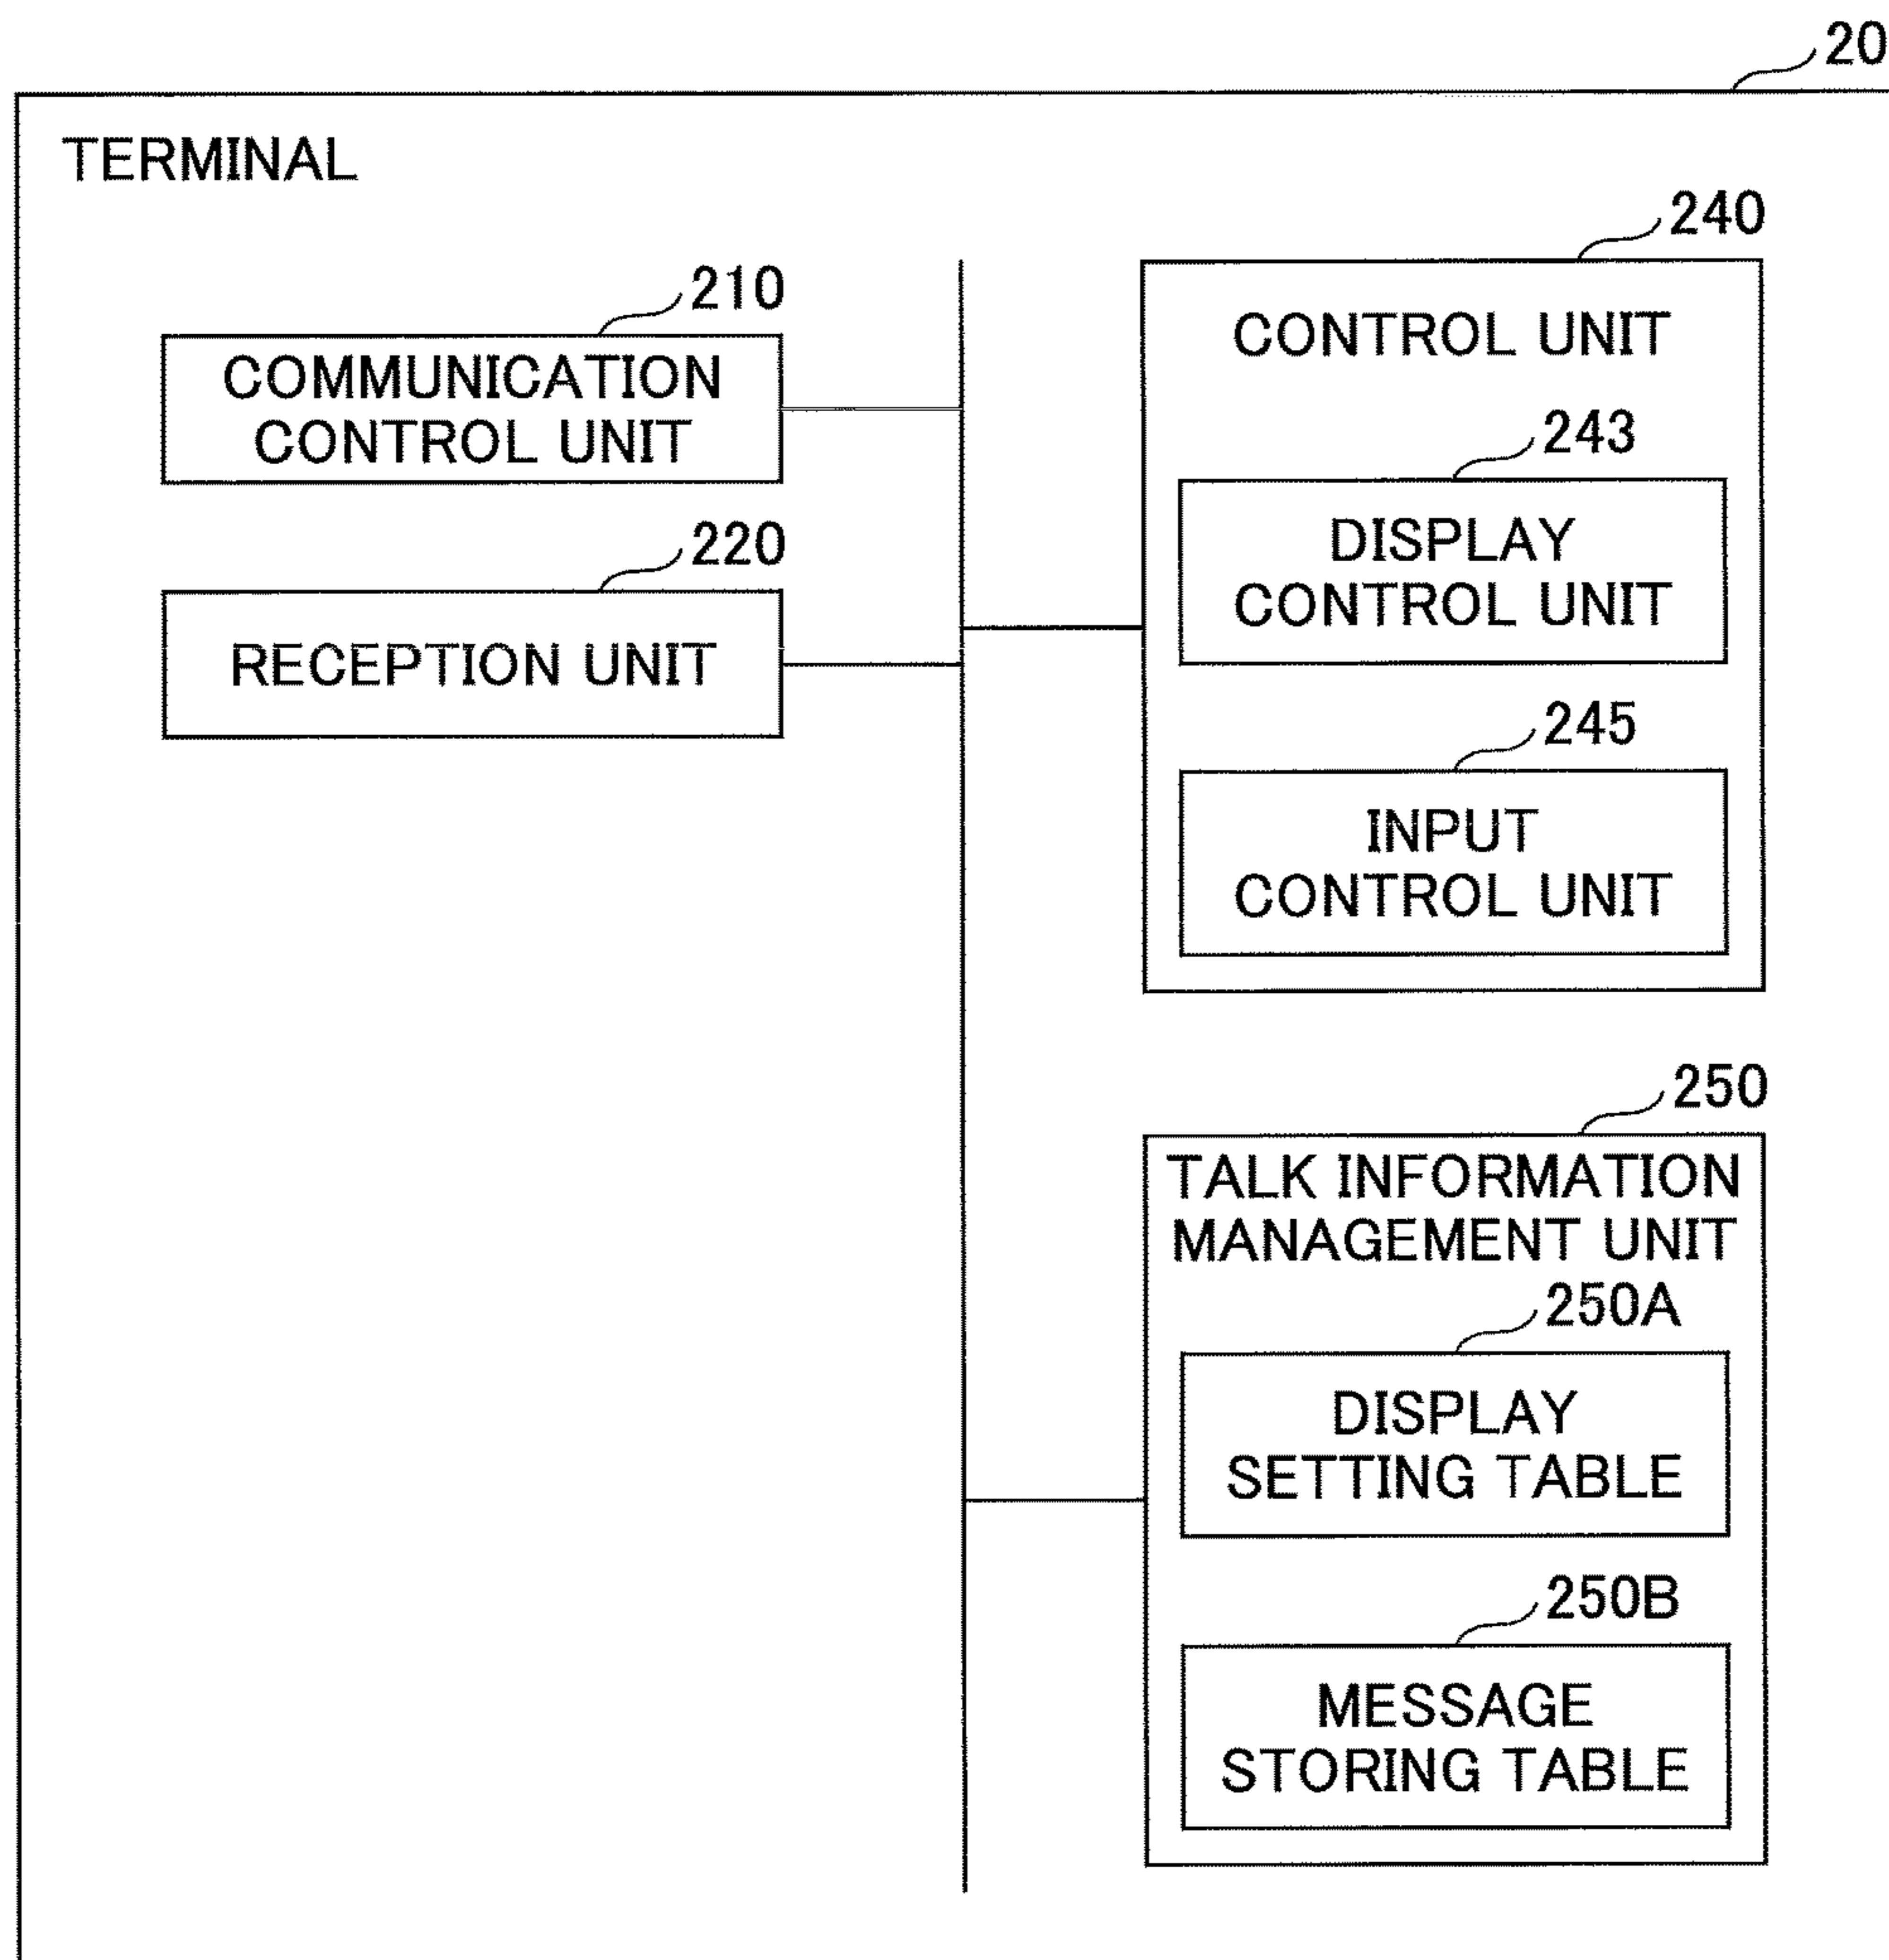 20
TERMINAL
210
COMMUNICATION
CONTROL UNIT
220
RECEPTION UNIT
240
CONTROL UNIT
243
DISPLAY
CONTROL UNIT
245
INPUT
CONTROL UNIT
250
TALK INFORMATION
MANAGEMENT UNIT
250A
DISPLAY
SETTING TABLE
250B
MESSAGE
STORING TABLE